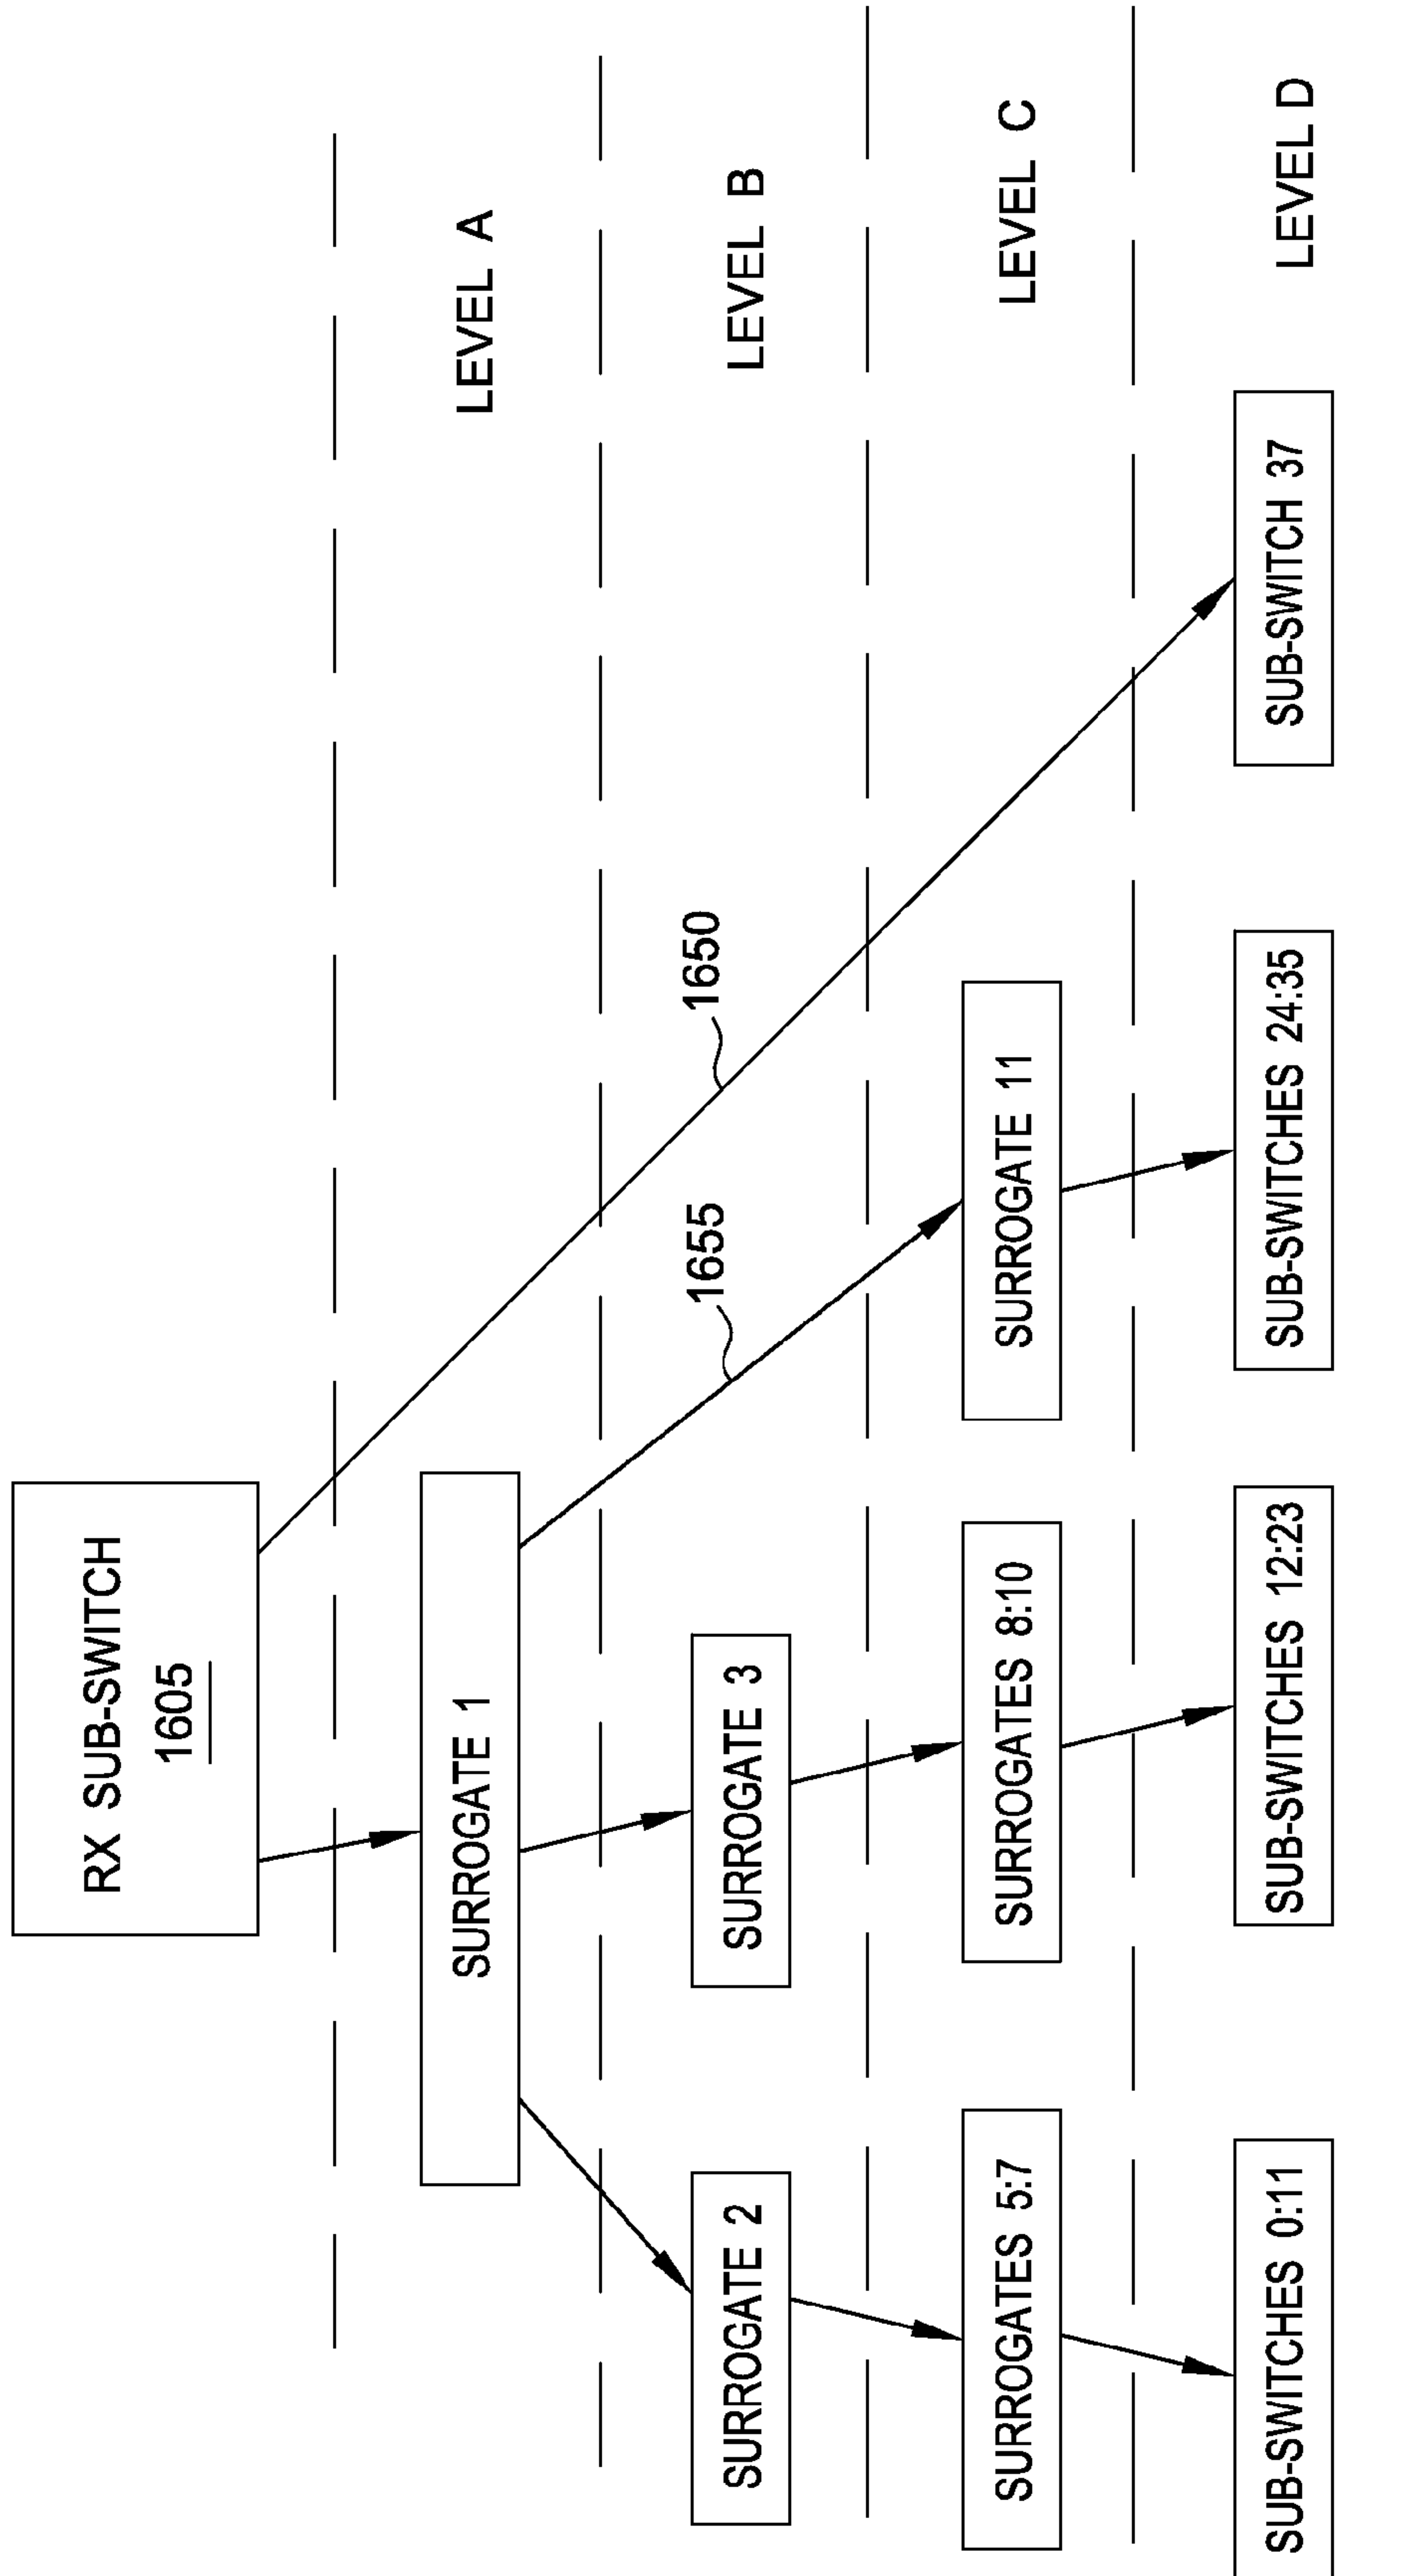 RX SUB-SWITCH
1605
SURROGATE 1
LEVEL A
SURROGATE 2
SURROGATE 3
1655
1650
LEVEL B
SURROGATES 5:7
SURROGATES 8:10
SURROGATE 11
LEVEL C
SUB-SWITCHES 0:11
SUB-SWITCHES 12:23
SUB-SWITCHES 24:35
SUB-SWITCH 37
LEVEL D